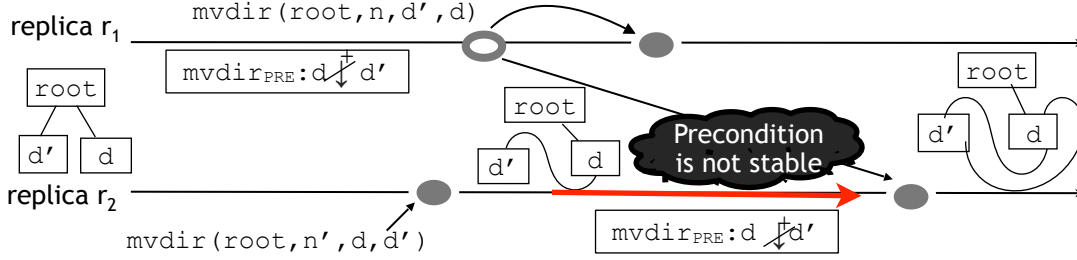 mvdir(root,n,d′,d)
replica r1
mvdirPRE:d ↓+ d′
root
d′ d
root
d′ d
Precondition
is not stable
root
d′ d
replica r2
mvdir(root,n′,d,d′)
mvdirPRE:d ↓+ d′